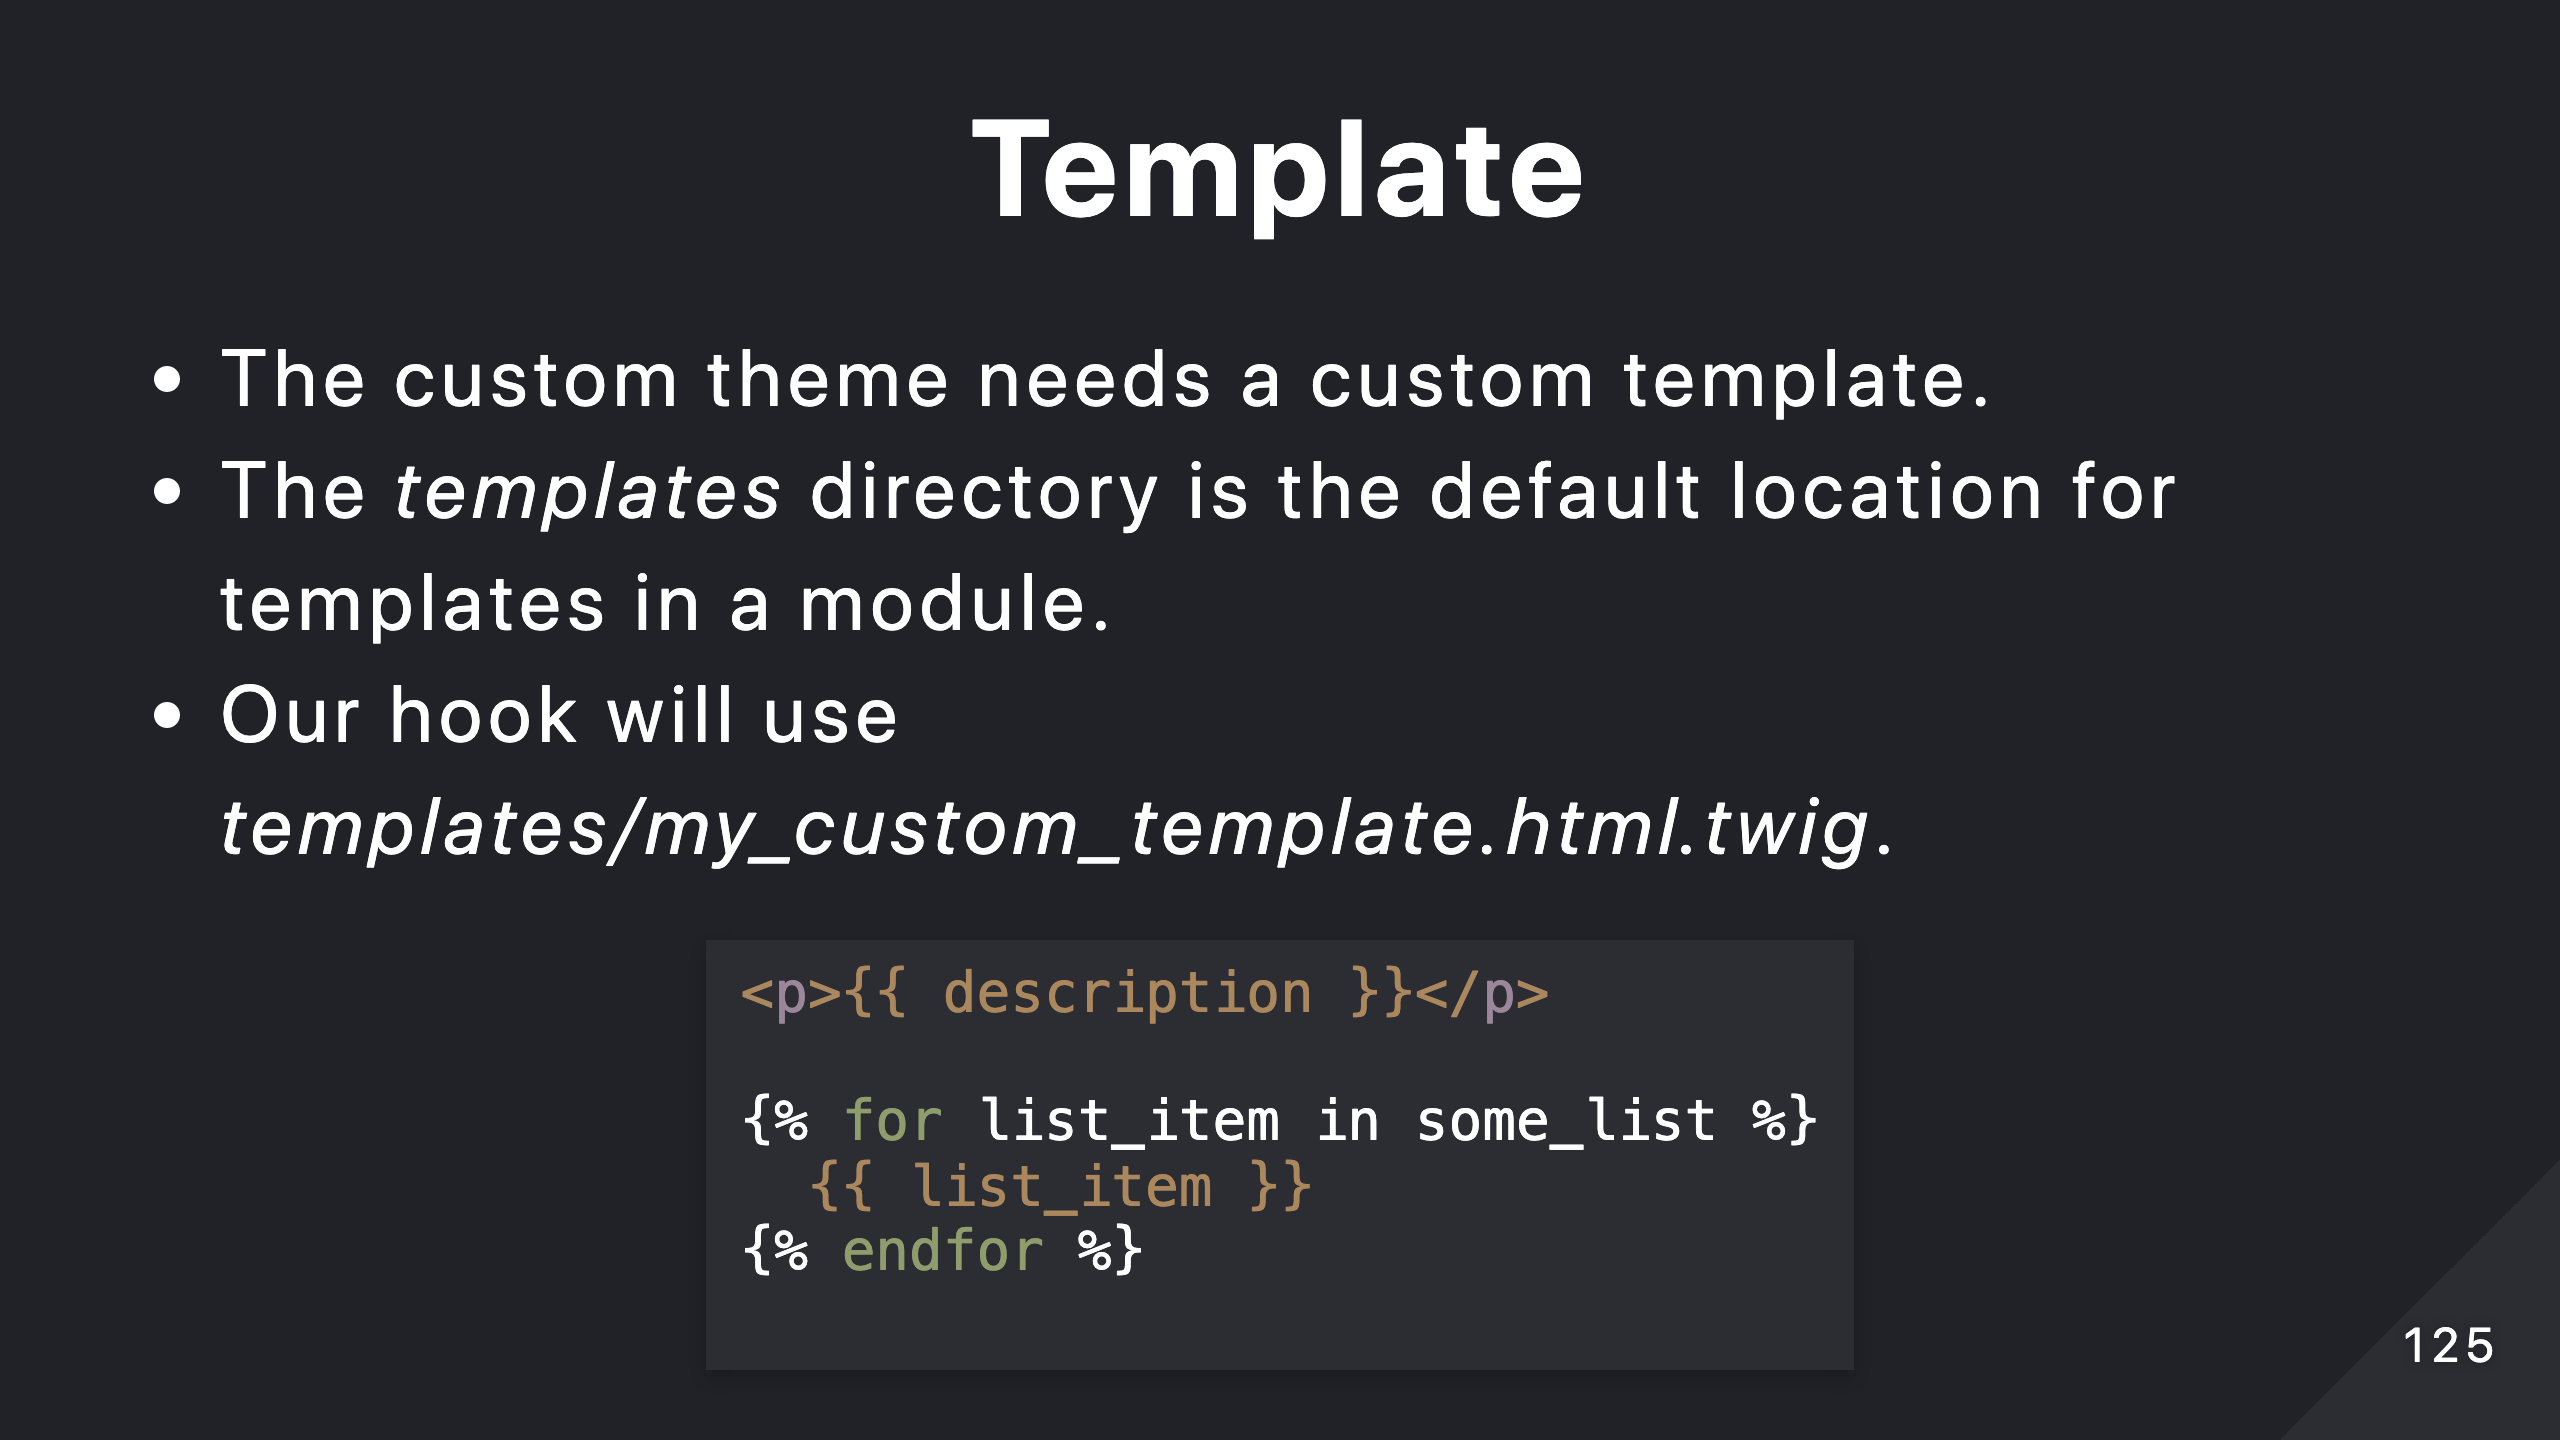 Template
• The custom theme needs a custom template.
• The templates directory is the default location for
templates in a module.
• Our hook will use
templates/my_custom_template.html.twig.
<p>{{ description }}</p>
{% for list_item in some_list %}
  {{ list_item }}
{% endfor %}
125